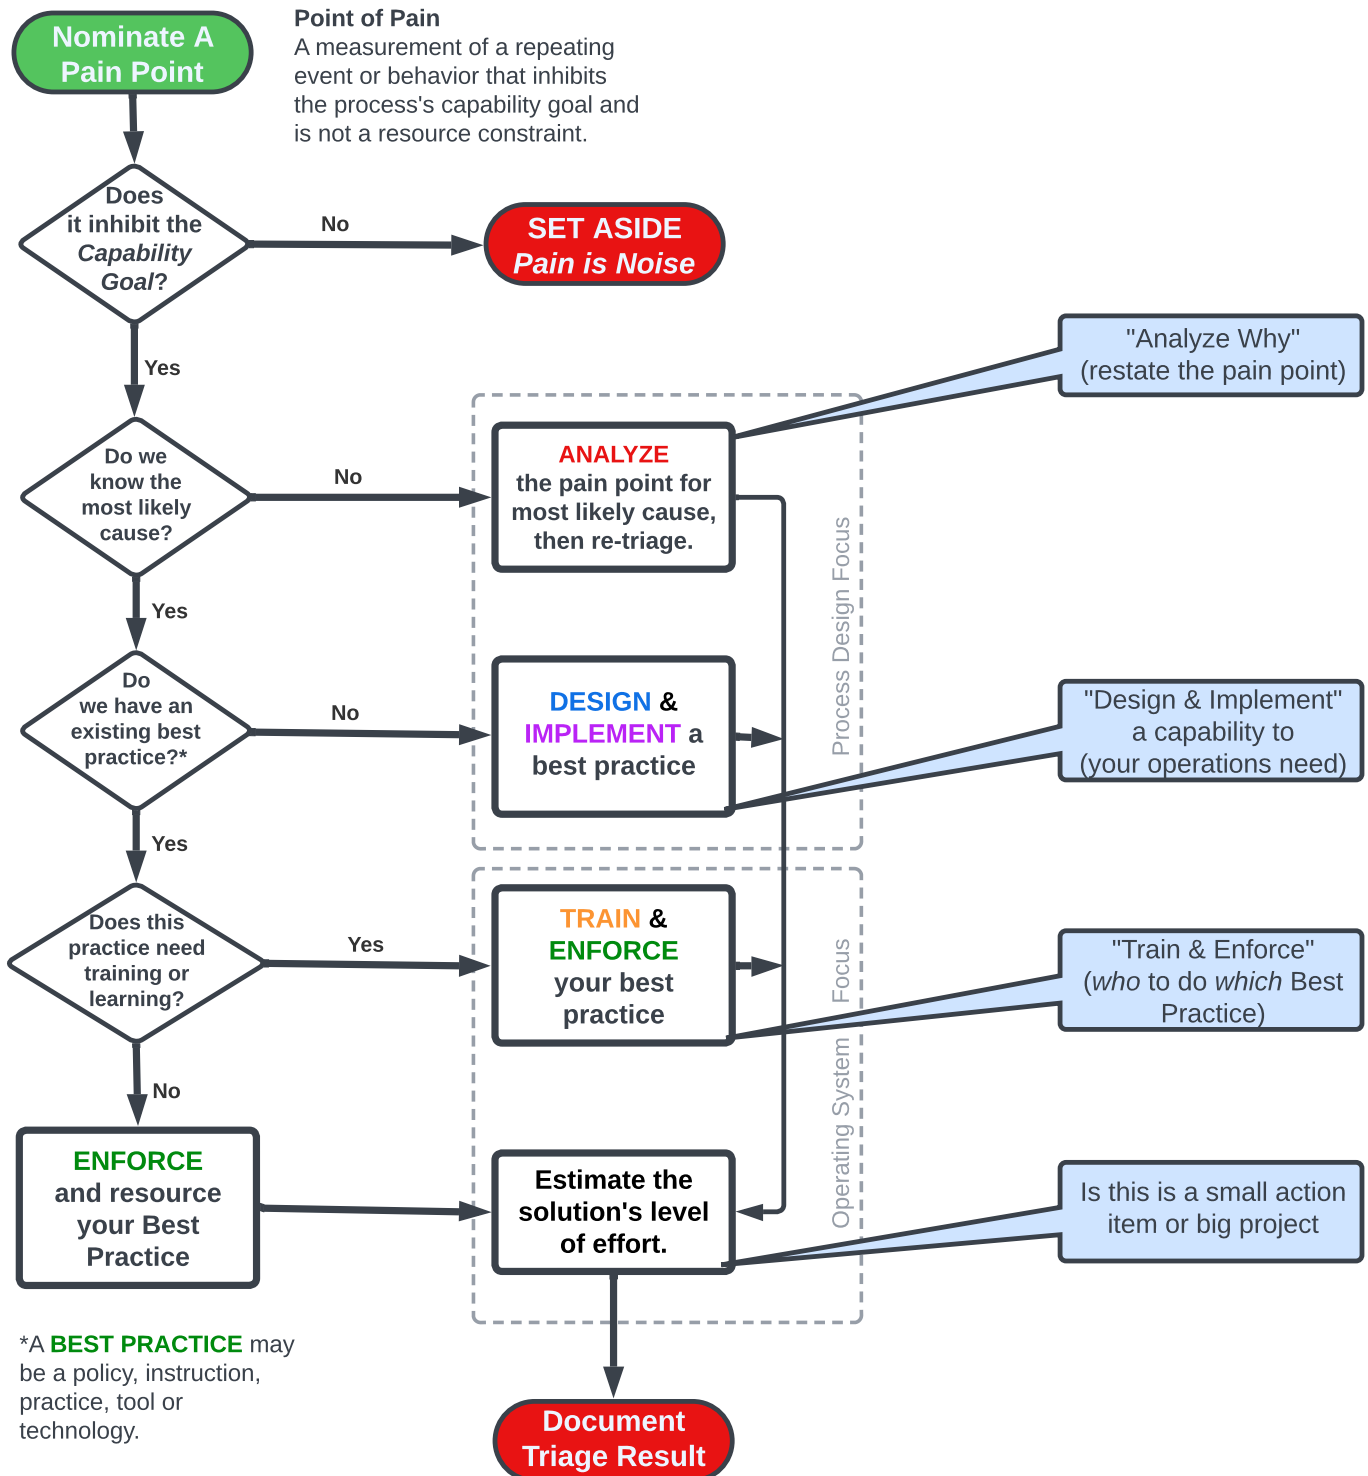 Nominate A
Pain Point
Point of Pain
A measurement of a repeating
event or behavior that inhibits
the process's capability goal and
is not a resource constraint.
Does
it inhibit the
Capability
Goal?
No
SET ASIDE
Pain is Noise
Yes
"Analyze Why"
(restate the pain point)
Do we
know the
most likely
cause?
No
ANALYZE
the pain point for
most likely cause,
then re-triage.
Process Design Focus
Yes
Do
we have an
existing best
practice?*
No
DESIGN &
IMPLEMENT a
best practice
"Design & Implement"
a capability to
(your operations need)
Yes
Does this
practice need
training or
learning?
Yes
TRAIN &
ENFORCE
your best
practice
Operating System Focus
"Train & Enforce"
(who to do which Best
Practice)
No
ENFORCE
and resource
your Best
Practice
Estimate the
solution's level
of effort.
Is this is a small action
item or big project
*A BEST PRACTICE may
be a policy, instruction,
practice, tool or
technology.
Document
Triage Result